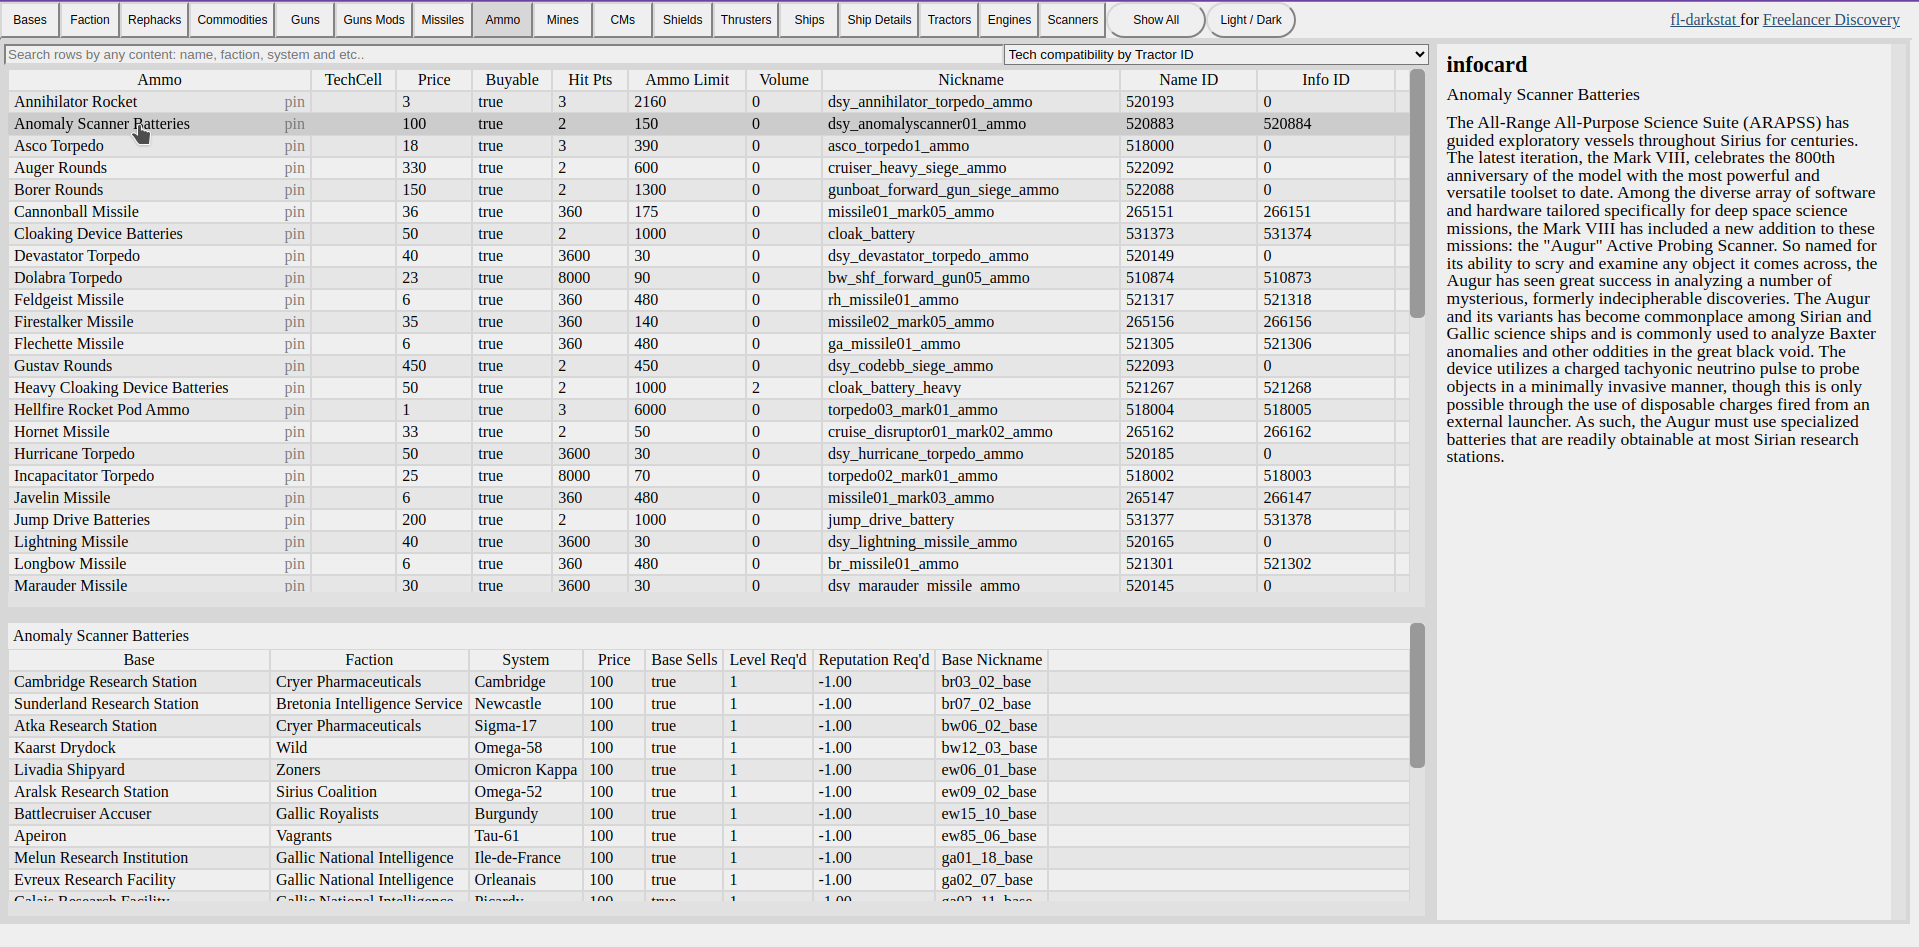 Bases Faction Rephacks Commodities Guns Guns Mods Missiles Ammo Mines CMs Shields Thrusters Ships Ship Details Tractors Engines Scanners Show All Light / Dark fl-darkstat for Freelancer Discovery
Search rows by any content: name, faction, system and etc.. Tech compatibility by Tractor ID
Ammo TechCell Price Buyable Hit Pts Ammo Limit Volume Nickname Name ID Info ID
Annihilator Rocket pin 3 true 3 2160 0 dsy_annihilator_torpedo_ammo 520193 0
Anomaly Scanner Batteries pin 100 true 2 150 0 dsy_anomalyscanner01_ammo 520883 520884
Asco Torpedo pin 18 true 3 390 0 asco_torpedo1_ammo 518000 0
Auger Rounds pin 330 true 2 600 0 cruiser_heavy_siege_ammo 522092 0
Borer Rounds pin 150 true 2 1300 0 gunboat_forward_gun_siege_ammo 522088 0
Cannonball Missile pin 36 true 360 175 0 missile01_mark05_ammo 265151 266151
Cloaking Device Batteries pin 50 true 2 1000 0 cloak_battery 531373 531374
Devastator Torpedo pin 40 true 3600 30 0 dsy_devastator_torpedo_ammo 520149 0
Dolabra Torpedo pin 23 true 8000 90 0 bw_shf_forward_gun05_ammo 510874 510873
Feldgeist Missile pin 6 true 360 480 0 rh_missile01_ammo 521317 521318
Firestalker Missile pin 35 true 360 140 0 missile02_mark05_ammo 265156 266156
Flechette Missile pin 6 true 360 480 0 ga_missile01_ammo 521305 521306
Gustav Rounds pin 450 true 2 450 0 dsy_codebb_siege_ammo 522093 0
Heavy Cloaking Device Batteries pin 50 true 2 1000 2 cloak_battery_heavy 521267 521268
Hellfire Rocket Pod Ammo pin 1 true 3 6000 0 torpedo03_mark01_ammo 518004 518005
Hornet Missile pin 33 true 2 50 0 cruise_disruptor01_mark02_ammo 265162 266162
Hurricane Torpedo pin 50 true 3600 30 0 dsy_hurricane_torpedo_ammo 520185 0
Incapacitator Torpedo pin 25 true 8000 70 0 torpedo02_mark01_ammo 518002 518003
Javelin Missile pin 6 true 360 480 0 missile01_mark03_ammo 265147 266147
Jump Drive Batteries pin 200 true 2 1000 0 jump_drive_battery 531377 531378
Lightning Missile pin 40 true 3600 30 0 dsy_lightning_missile_ammo 520165 0
Longbow Missile pin 6 true 360 480 0 br_missile01_ammo 521301 521302
Marauder Missile pin 30 true 3600 30 0 dsy_marauder_missile_ammo 520145 0
Anomaly Scanner Batteries
Base Faction System Price Base Sells Level Req'd Reputation Req'd Base Nickname
Cambridge Research Station Cryer Pharmaceuticals Cambridge 100 true 1 -1.00 br03_02_base
Sunderland Research Station Bretonia Intelligence Service Newcastle 100 true 1 -1.00 br07_02_base
Atka Research Station Cryer Pharmaceuticals Sigma-17 100 true 1 -1.00 bw06_02_base
Kaarst Drydock Wild Omega-58 100 true 1 -1.00 bw12_03_base
Livadia Shipyard Zoners Omicron Kappa 100 true 1 -1.00 ew06_01_base
Aralsk Research Station Sirius Coalition Omega-52 100 true 1 -1.00 ew09_02_base
Battlecruiser Accuser Gallic Royalists Burgundy 100 true 1 -1.00 ew15_10_base
Apeiron Vagrants Tau-61 100 true 1 -1.00 ew85_06_base
Melun Research Institution Gallic National Intelligence Ile-de-France 100 true 1 -1.00 ga01_18_base
Evreux Research Facility Gallic National Intelligence Orleanais 100 true 1 -1.00 ga02_07_base
Calais Research Facility Gallic National Intelligence Picardy 100 true 1 -1.00 ga03_11_base
infocard
Anomaly Scanner Batteries
The All-Range All-Purpose Science Suite (ARAPSS) has
guided exploratory vessels throughout Sirius for centuries.
The latest iteration, the Mark VIII, celebrates the 800th
anniversary of the model with the most powerful and
versatile toolset to date. Among the diverse array of software
and hardware tailored specifically for deep space science
missions, the Mark VIII has included a new addition to these
missions: the "Augur" Active Probing Scanner. So named for
its ability to scry and examine any object it comes across, the
Augur has seen great success in analyzing a number of
mysterious, formerly indecipherable discoveries. The Augur
and its variants has become commonplace among Sirian and
Gallic science ships and is commonly used to analyze Baxter
anomalies and other oddities in the great black void. The
device utilizes a charged tachyonic neutrino pulse to probe
objects in a minimally invasive manner, though this is only
possible through the use of disposable charges fired from an
external launcher. As such, the Augur must use specialized
batteries that are readily obtainable at most Sirian research
stations.